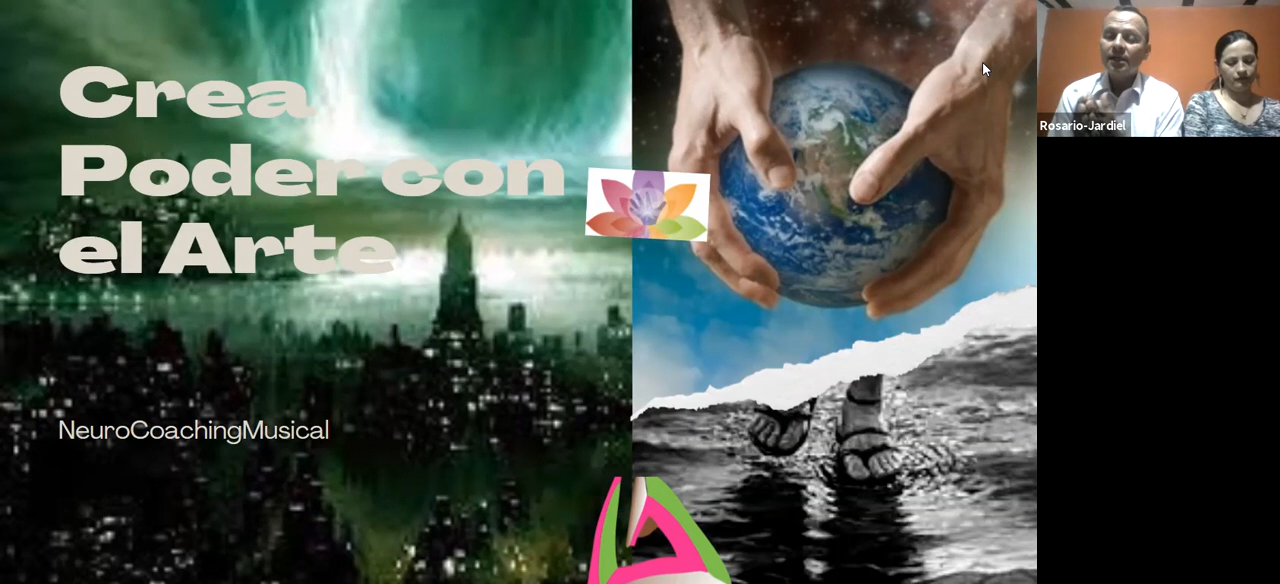 Crea
Poder con
el Arte
NeuroCoachingMusical
Rosario-Jardiel